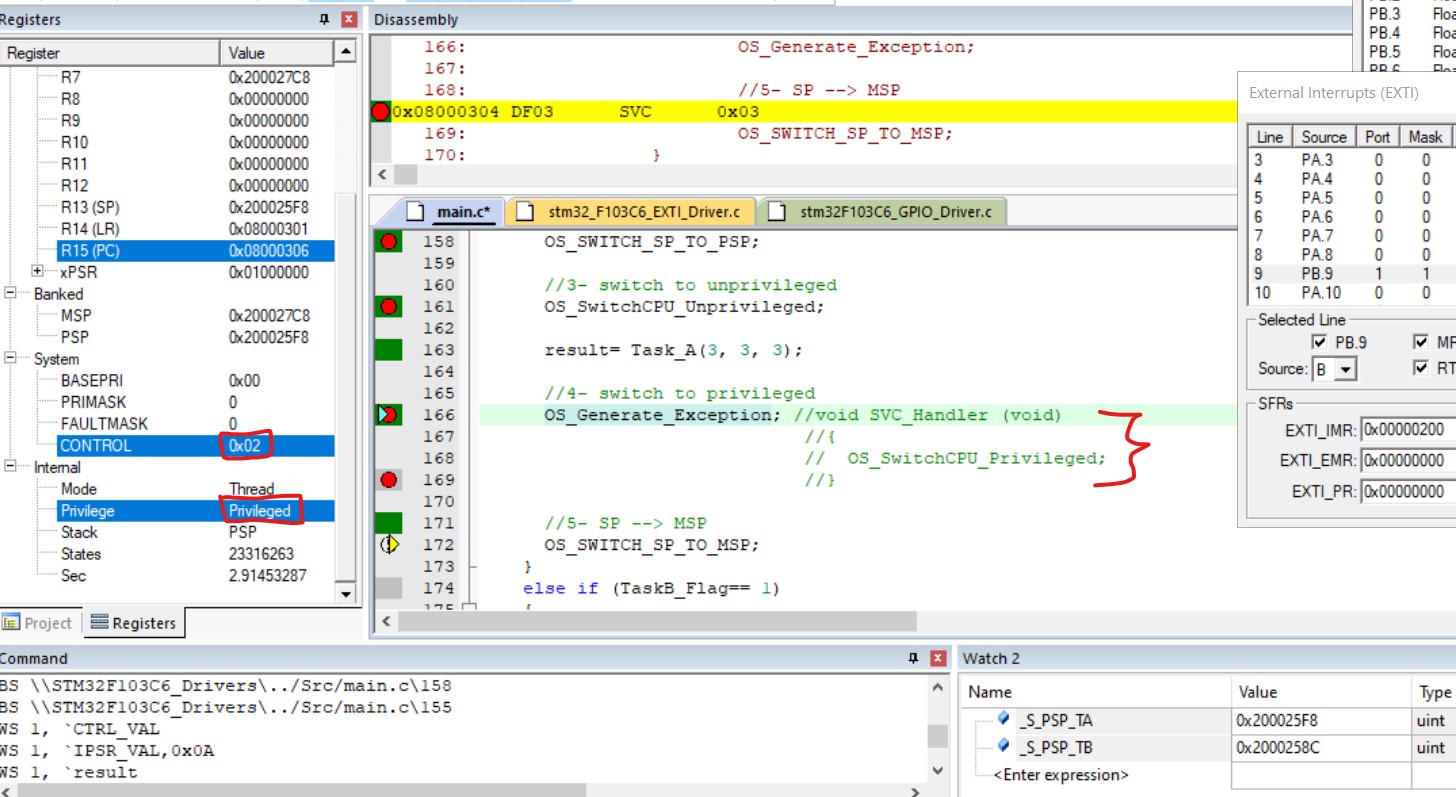 Registers
Register Value
R7 0x200027C8
R8 0x00000000
R9 0x00000000
R10 0x00000000
R11 0x00000000
R12 0x00000000
R13 (SP) 0x200025F8
R14 (LR) 0x08000301
R15 (PC) 0x08000306
xPSR 0x01000000
Banked
MSP 0x200027C8
PSP 0x200025F8
System
BASEPRI 0x00
PRIMASK 0
FAULTMASK 0
CONTROL 0x02
Internal
Mode Thread
Privilege Privileged
Stack PSP
States 23316263
Sec 2.91453287
Project Registers
Disassembly
166: OS_Generate_Exception;
167:
168: //5- SP --> MSP
0x08000304 DF03 SVC 0x03
169: OS_SWITCH_SP_TO_MSP;
170: }
main.c* stm32_F103C6_EXTI_Driver.c stm32F103C6_GPIO_Driver.c
158 OS_SWITCH_SP_TO_PSP;
159
160 //3- switch to unprivileged
161 OS_SwitchCPU_Unprivileged;
162
163 result= Task_A(3, 3, 3);
164
165 //4- switch to privileged
166 OS_Generate_Exception; //void SVC_Handler (void)
167 //{
168 // OS_SwitchCPU_Privileged;
169 //}
170
171 //5- SP --> MSP
172 OS_SWITCH_SP_TO_MSP;
173 }
174 else if (TaskB_Flag== 1)
PB.3 Floa
PB.4 Floa
PB.5 Floa
External Interrupts (EXTI)
Line Source Port Mask
3 PA.3 0 0
4 PA.4 0 0
5 PA.5 0 0
6 PA.6 0 0
7 PA.7 0 0
8 PA.8 0 0
9 PB.9 1 1
10 PA.10 0 0
Selected Line
PB.9 MR
Source: B RT
SFRs
EXTI_IMR: 0x00000200
EXTI_EMR: 0x00000000
EXTI_PR: 0x00000000
Command
BS \\STM32F103C6_Drivers\../Src/main.c\158
BS \\STM32F103C6_Drivers\../Src/main.c\155
WS 1, `CTRL_VAL
WS 1, `IPSR_VAL,0x0A
WS 1, `result
Watch 2
Name Value Type
_S_PSP_TA 0x200025F8 uint
_S_PSP_TB 0x2000258C uint
<Enter expression>